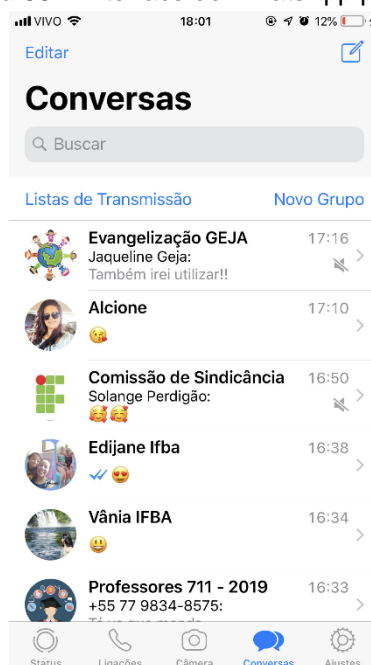 VIVO 18:01 12%
Editar
Conversas
Buscar
Listas de Transmissão Novo Grupo
Evangelização GEJA 17:16
Jaqueline Geja:
Também irei utilizar!!
Alcione 17:10
Comissão de Sindicância 16:50
Solange Perdigão:
Edijane Ifba 16:38
Vânia IFBA 16:34
Professores 711 - 2019 16:33
+55 77 9834-8575:
Status Ligações Câmera Conversas Ajustes